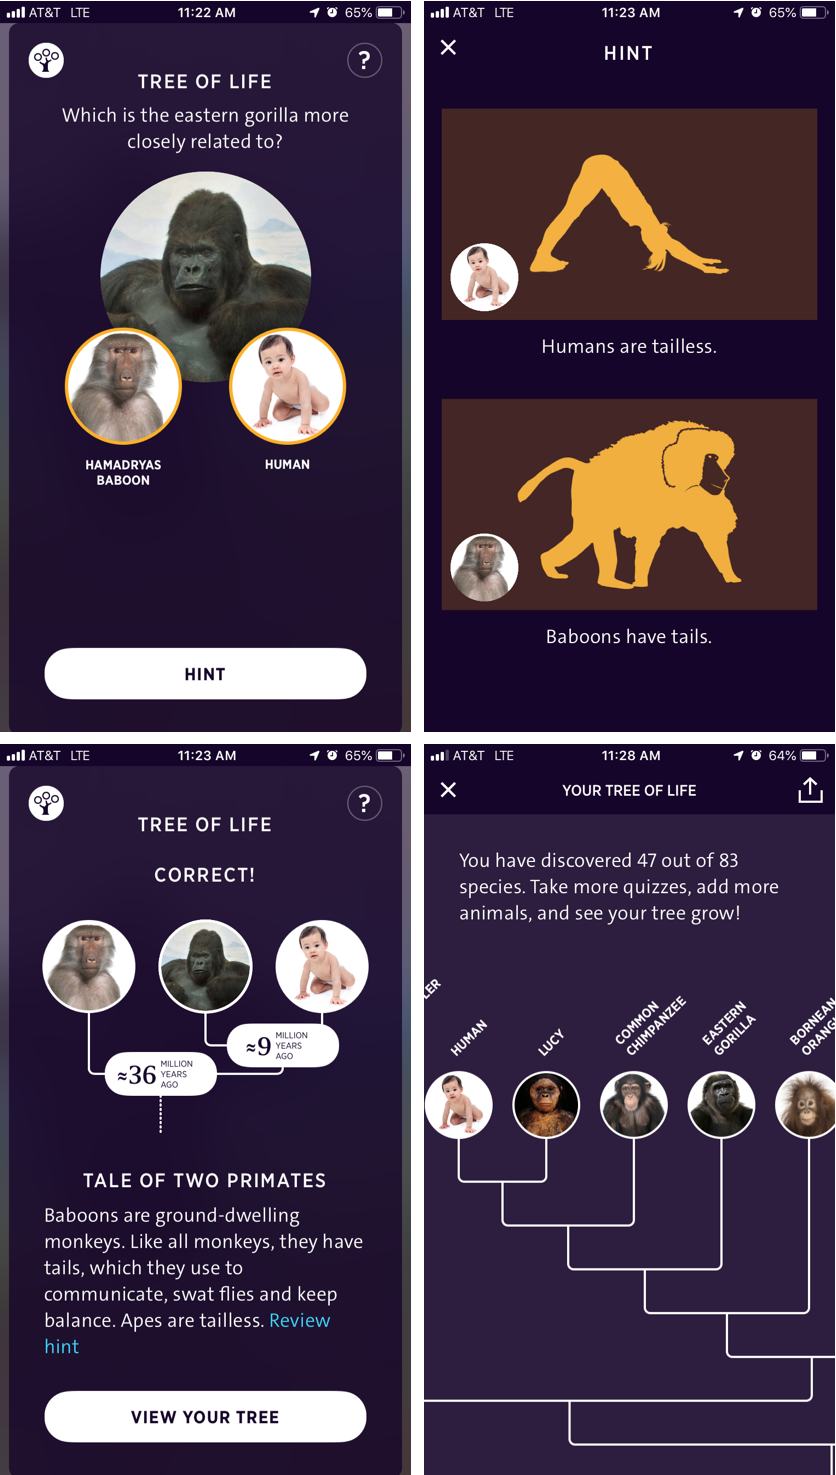 AT&T LTE 11:22 AM 65%
?
TREE OF LIFE
Which is the eastern gorilla more
closely related to?
HAMADRYAS
BABOON
HUMAN
HINT
AT&T LTE 11:23 AM 65%
HINT
Humans are tailless.
Baboons have tails.
AT&T LTE 11:23 AM 65%
?
TREE OF LIFE
CORRECT!
≈9 MILLION
YEARS
AGO
≈36 MILLION
YEARS
AGO
TALE OF TWO PRIMATES
Baboons are ground-dwelling
monkeys. Like all monkeys, they have
tails, which they use to
communicate, swat flies and keep
balance. Apes are tailless. Review
hint
VIEW YOUR TREE
AT&T LTE 11:28 AM 64%
YOUR TREE OF LIFE
You have discovered 47 out of 83
species. Take more quizzes, add more
animals, and see your tree grow!
LER
HUMAN
LUCY
COMMON
CHIMPANZEE
EASTERN
GORILLA
BORNEAN